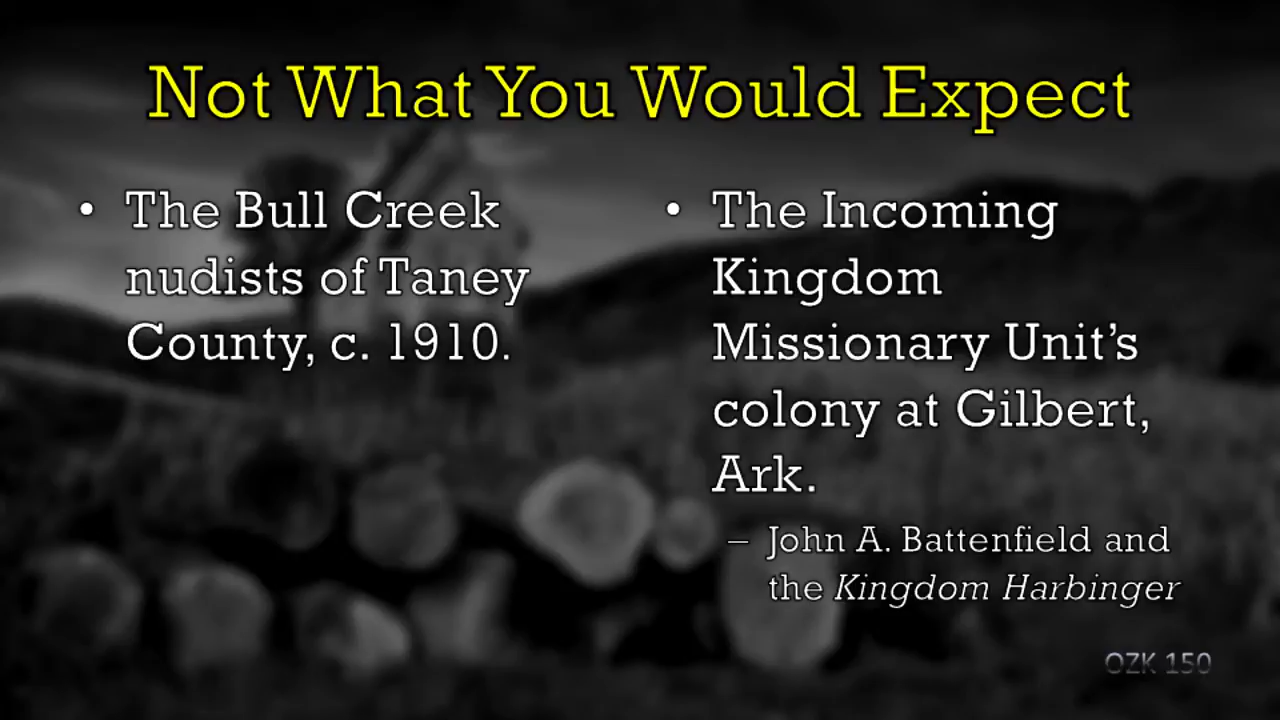 Not What You Would Expect
• The Bull Creek
nudists of Taney
County, c. 1910.
• The Incoming
Kingdom
Missionary Unit’s
colony at Gilbert,
Ark.
– John A. Battenfield and
the Kingdom Harbinger
OZK 150